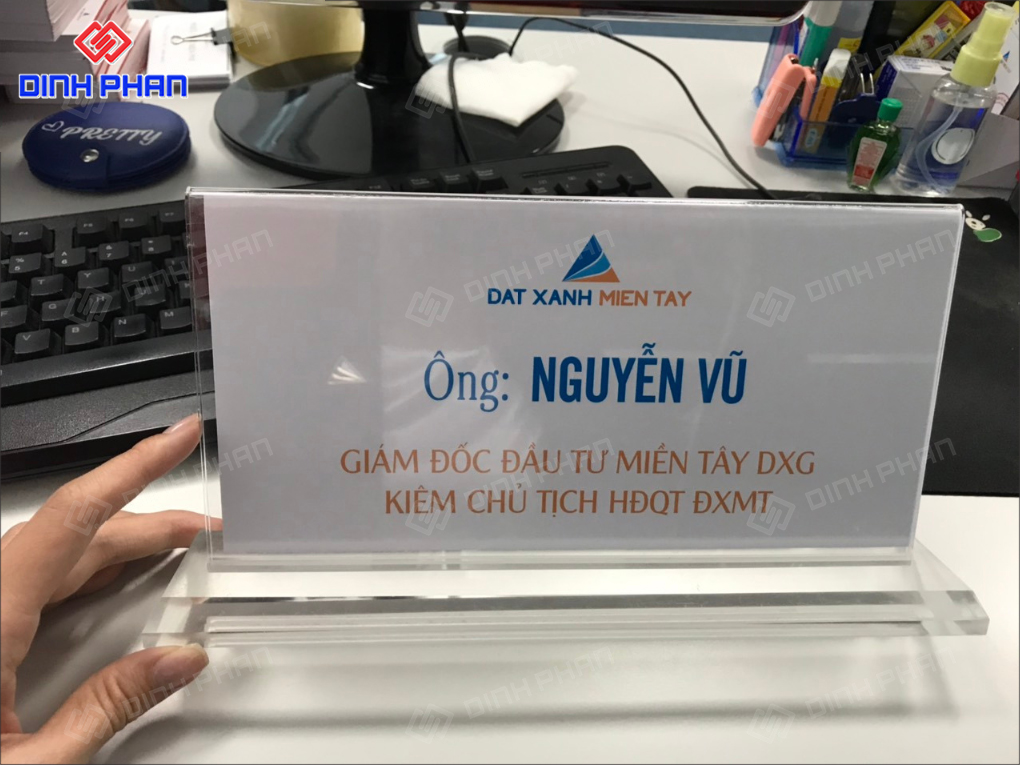 DINH PHAN
DAT XANH MIEN TAY
Ông: NGUYỄN VŨ
GIÁM ĐỐC ĐẦU TƯ MIỀN TÂY DXG
KIÊM CHỦ TỊCH HĐQT ĐXMT